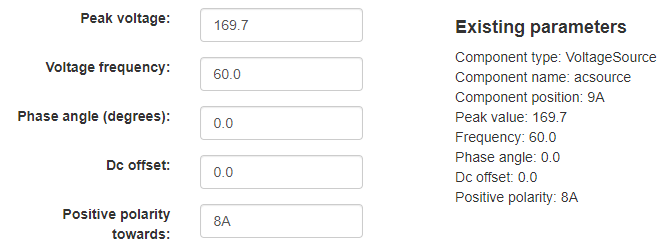 Peak voltage:
169.7
Voltage frequency:
60.0
Phase angle (degrees):
0.0
Dc offset:
0.0
Positive polarity
towards:
8A
Existing parameters
Component type: VoltageSource
Component name: acsource
Component position: 9A
Peak value: 169.7
Frequency: 60.0
Phase angle: 0.0
Dc offset: 0.0
Positive polarity: 8A